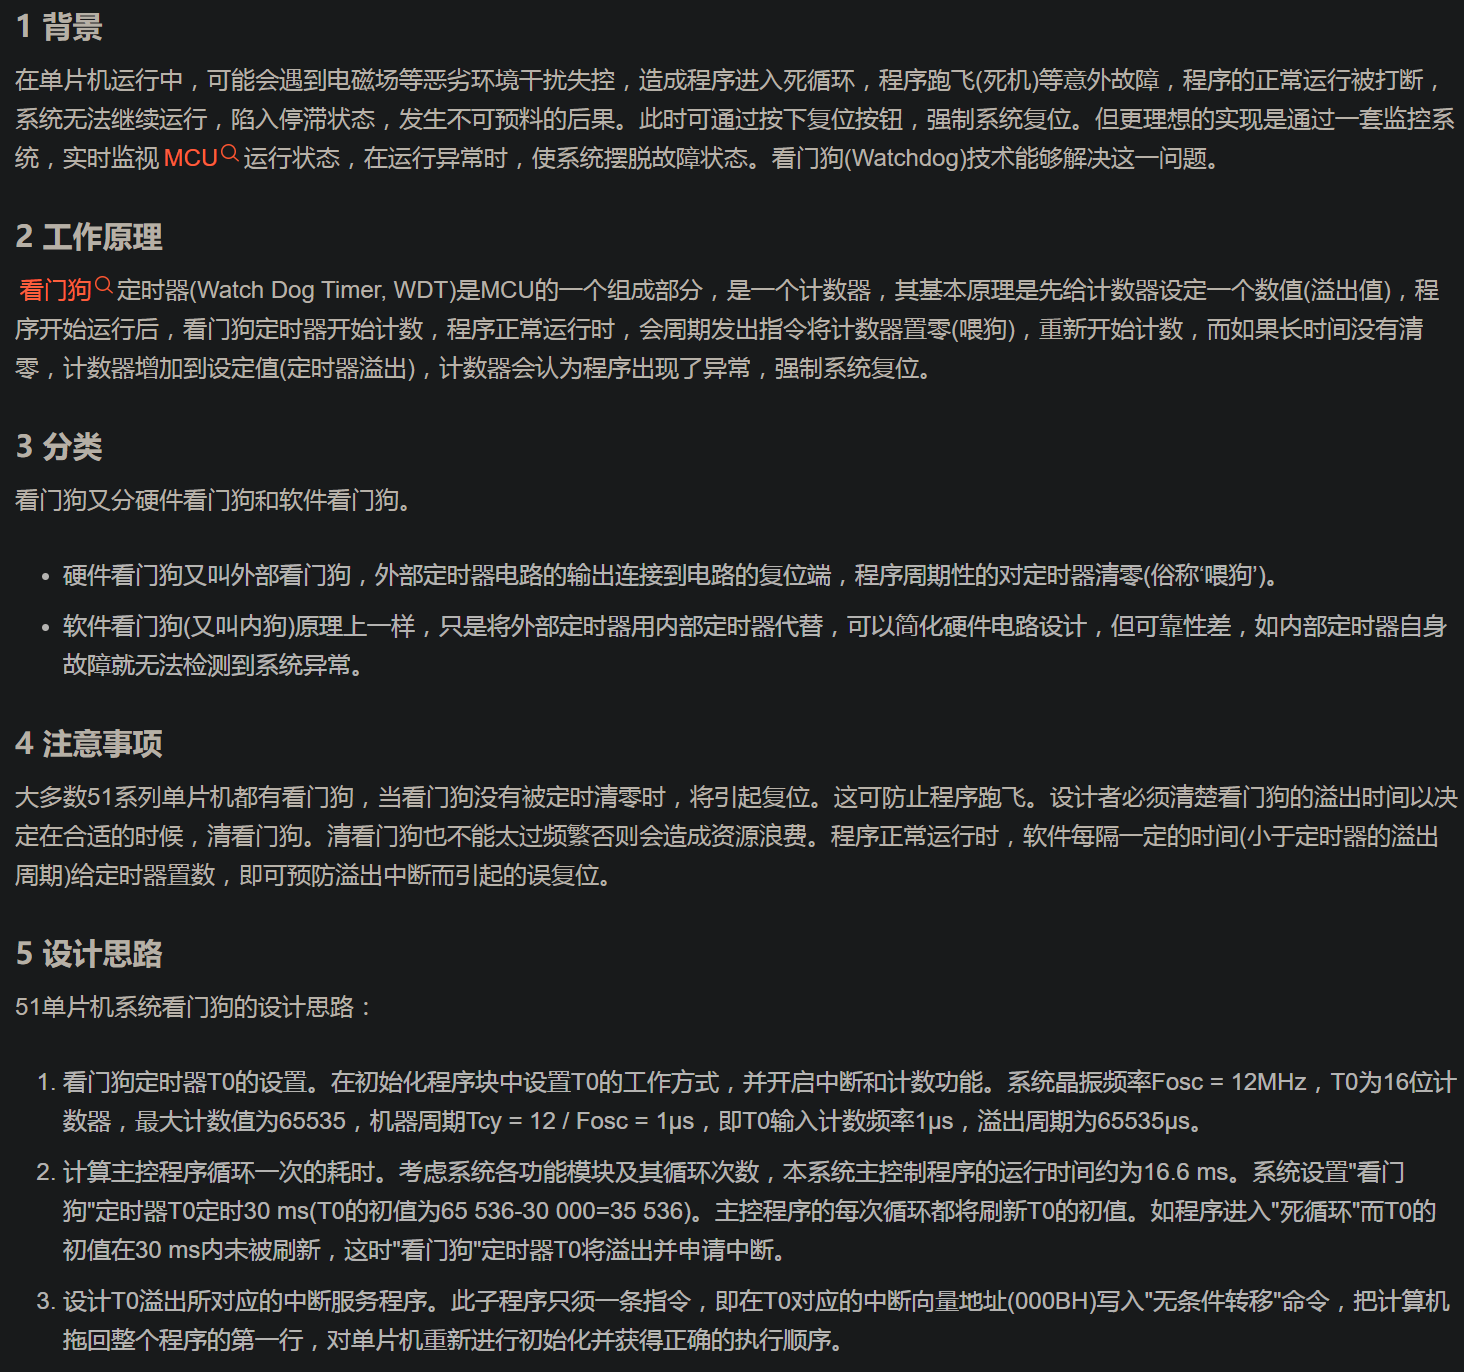 1 背景
在单片机运行中，可能会遇到电磁场等恶劣环境干扰失控，造成程序进入死循环，程序跑飞(死机)等意外故障，程序的正常运行被打断，
系统无法继续运行，陷入停滞状态，发生不可预料的后果。此时可通过按下复位按钮，强制系统复位。但更理想的实现是通过一套监控系
统，实时监视 MCU 运行状态，在运行异常时，使系统摆脱故障状态。看门狗(Watchdog)技术能够解决这一问题。
2 工作原理
看门狗 定时器(Watch Dog Timer, WDT)是MCU的一个组成部分，是一个计数器，其基本原理是先给计数器设定一个数值(溢出值)，程
序开始运行后，看门狗定时器开始计数，程序正常运行时，会周期发出指令将计数器置零(喂狗)，重新开始计数，而如果长时间没有清
零，计数器增加到设定值(定时器溢出)，计数器会认为程序出现了异常，强制系统复位。
3 分类
看门狗又分硬件看门狗和软件看门狗。
• 硬件看门狗又叫外部看门狗，外部定时器电路的输出连接到电路的复位端，程序周期性的对定时器清零(俗称‘喂狗’)。
• 软件看门狗(又叫内狗)原理上一样，只是将外部定时器用内部定时器代替，可以简化硬件电路设计，但可靠性差，如内部定时器自身
故障就无法检测到系统异常。
4 注意事项
大多数51系列单片机都有看门狗，当看门狗没有被定时清零时，将引起复位。这可防止程序跑飞。设计者必须清楚看门狗的溢出时间以决
定在合适的时候，清看门狗。清看门狗也不能太过频繁否则会造成资源浪费。程序正常运行时，软件每隔一定的时间(小于定时器的溢出
周期)给定时器置数，即可预防溢出中断而引起的误复位。
5 设计思路
51单片机系统看门狗的设计思路：
1. 看门狗定时器T0的设置。在初始化程序块中设置T0的工作方式，并开启中断和计数功能。系统晶振频率Fosc = 12MHz，T0为16位计
数器，最大计数值为65535，机器周期Tcy = 12 / Fosc = 1μs，即T0输入计数频率1μs，溢出周期为65535μs。
2. 计算主控程序循环一次的耗时。考虑系统各功能模块及其循环次数，本系统主控制程序的运行时间约为16.6 ms。系统设置"看门
狗"定时器T0定时30 ms(T0的初值为65 536-30 000=35 536)。主控程序的每次循环都将刷新T0的初值。如程序进入"死循环"而T0的
初值在30 ms内未被刷新，这时"看门狗"定时器T0将溢出并申请中断。
3. 设计T0溢出所对应的中断服务程序。此子程序只须一条指令，即在T0对应的中断向量地址(000BH)写入"无条件转移"命令，把计算机
拖回整个程序的第一行，对单片机重新进行初始化并获得正确的执行顺序。